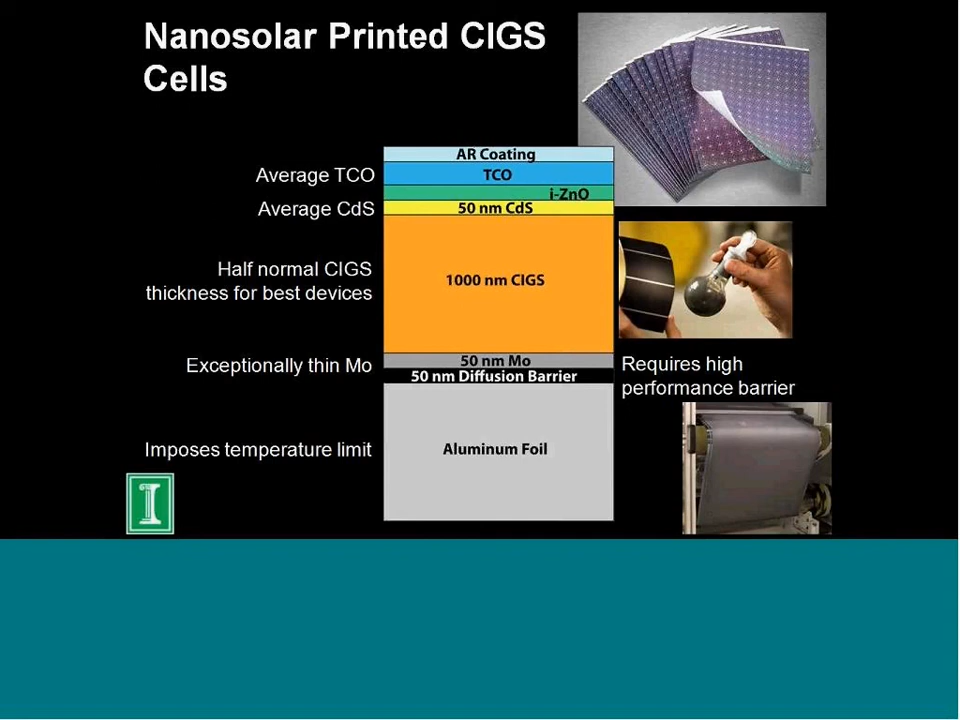 Nanosolar Printed CIGS
Cells
AR Coating
Average TCO
TCO
i-ZnO
Average CdS
50 nm CdS
Half normal CIGS
thickness for best devices
1000 nm CIGS
Exceptionally thin Mo
50 nm Mo
50 nm Diffusion Barrier
Requires high
performance barrier
Imposes temperature limit
Aluminum Foil
I